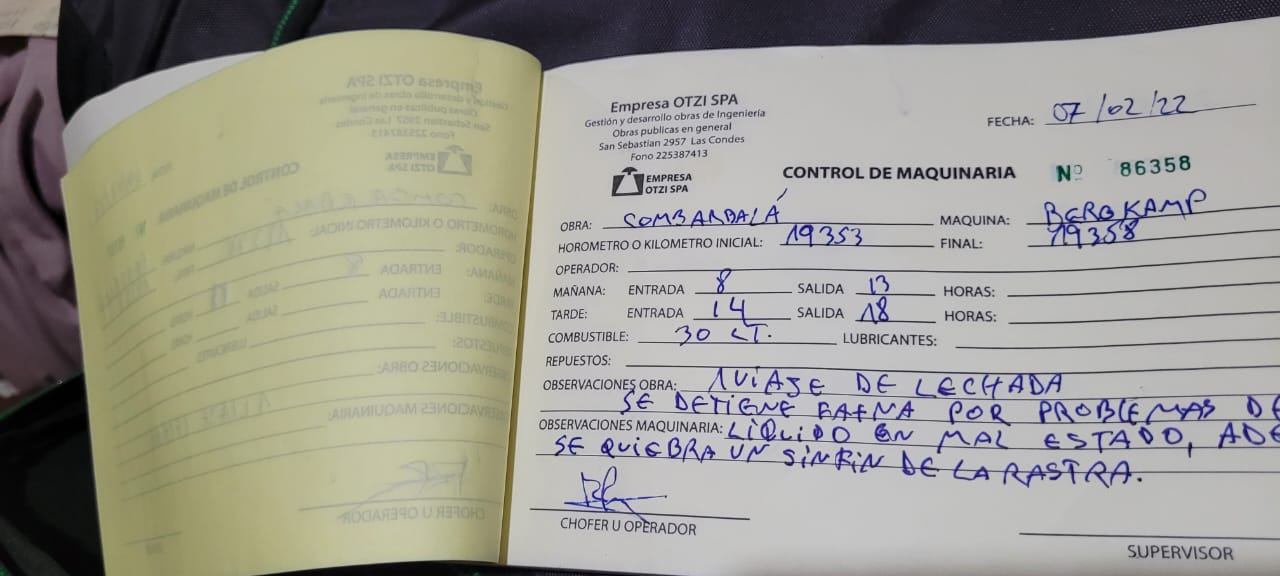 Empresa OTZI SPA
Gestión y desarrollo obras de Ingeniería
Obras publicas en general
San Sebastian 2957 Las Condes
Fono 225387413
EMPRESA
OTZI SPA
FECHA: 07/02/22
CONTROL DE MAQUINARIA Nº 86358
OBRA: COMBARBALÁ MAQUINA: BERGKAMP
HOROMETRO O KILOMETRO INICIAL: 19353 FINAL: 19358
OPERADOR:
MAÑANA: ENTRADA 8 SALIDA 13 HORAS:
TARDE: ENTRADA 14 SALIDA 18 HORAS:
COMBUSTIBLE: 30 LT. LUBRICANTES:
REPUESTOS:
OBSERVACIONES OBRA: 1 VIAJE DE LECHADA
SE DETIENE FAENA POR PROBLEMAS DE
OBSERVACIONES MAQUINARIA: LÍQUIDO EN MAL ESTADO, ADE
SE QUIEBRA UN SINFIN DE LA RASTRA.
CHOFER U OPERADOR
SUPERVISOR